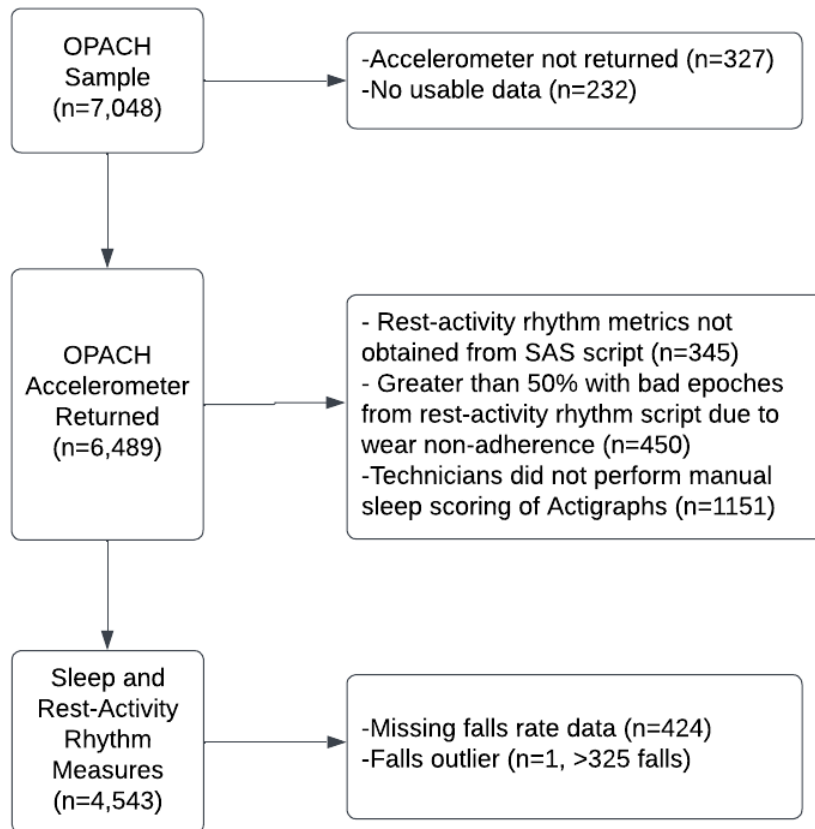 OPACH
Sample
(n=7,048)
-Accelerometer not returned (n=327)
-No usable data (n=232)
OPACH
Accelerometer
Returned
(n=6,489)
- Rest-activity rhythm metrics not
obtained from SAS script (n=345)
- Greater than 50% with bad epoches
from rest-activity rhythm script due to
wear non-adherence (n=450)
-Technicians did not perform manual
sleep scoring of Actigraphs (n=1151)
Sleep and
Rest-Activity
Rhythm
Measures
(n=4,543)
-Missing falls rate data (n=424)
-Falls outlier (n=1, >325 falls)